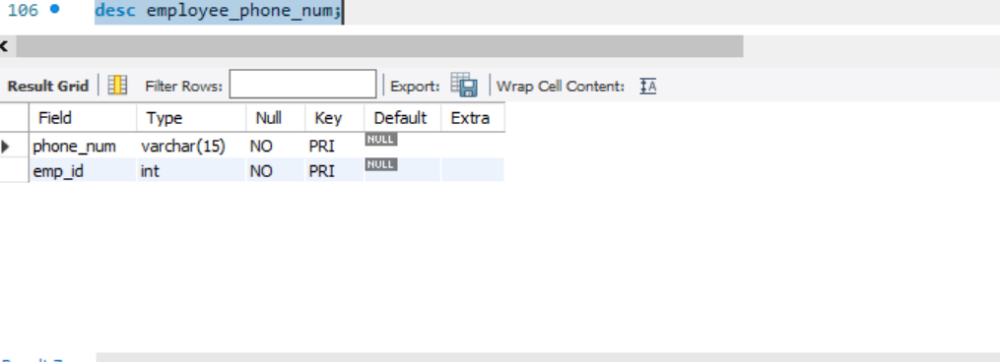 106 desc employee_phone_num;
Result Grid Filter Rows: Export: Wrap Cell Content:
Field Type Null Key Default Extra
phone_num varchar(15) NO PRI NULL
emp_id int NO PRI NULL